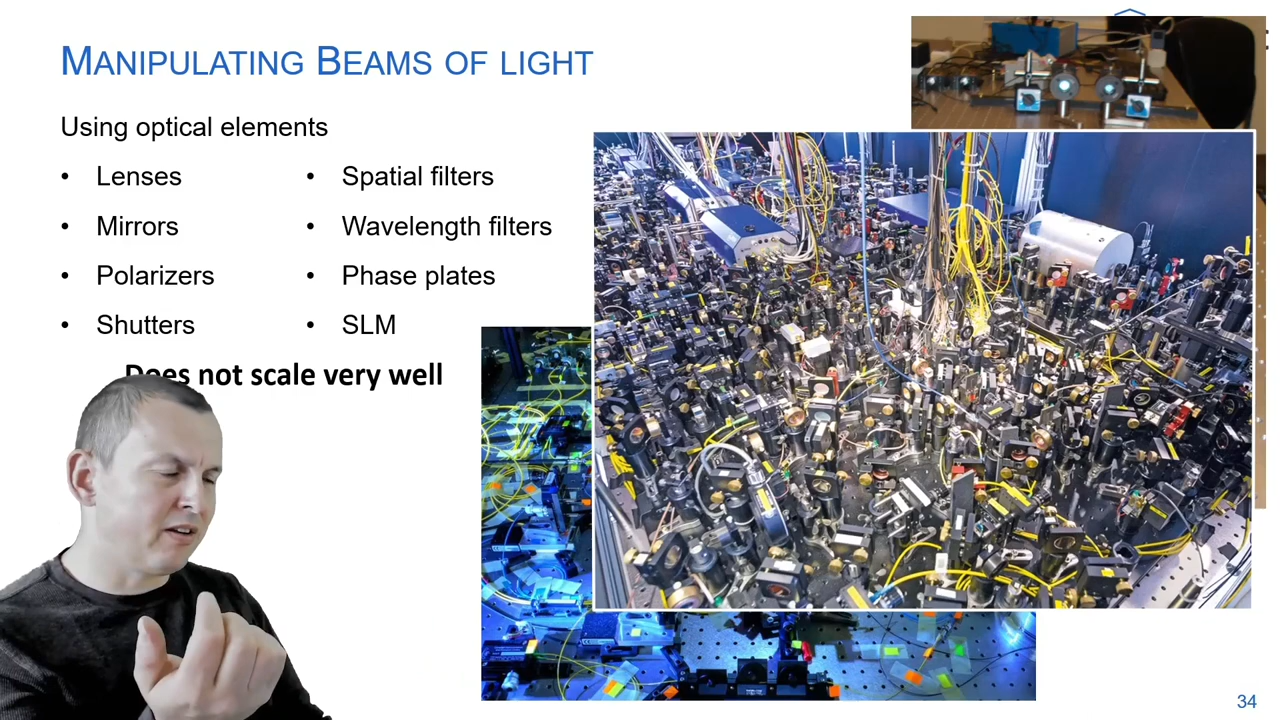 MANIPULATING BEAMS OF LIGHT
Using optical elements
• Lenses
• Mirrors
• Polarizers
• Shutters
• Spatial filters
• Wavelength filters
• Phase plates
• SLM
Does not scale very well
34